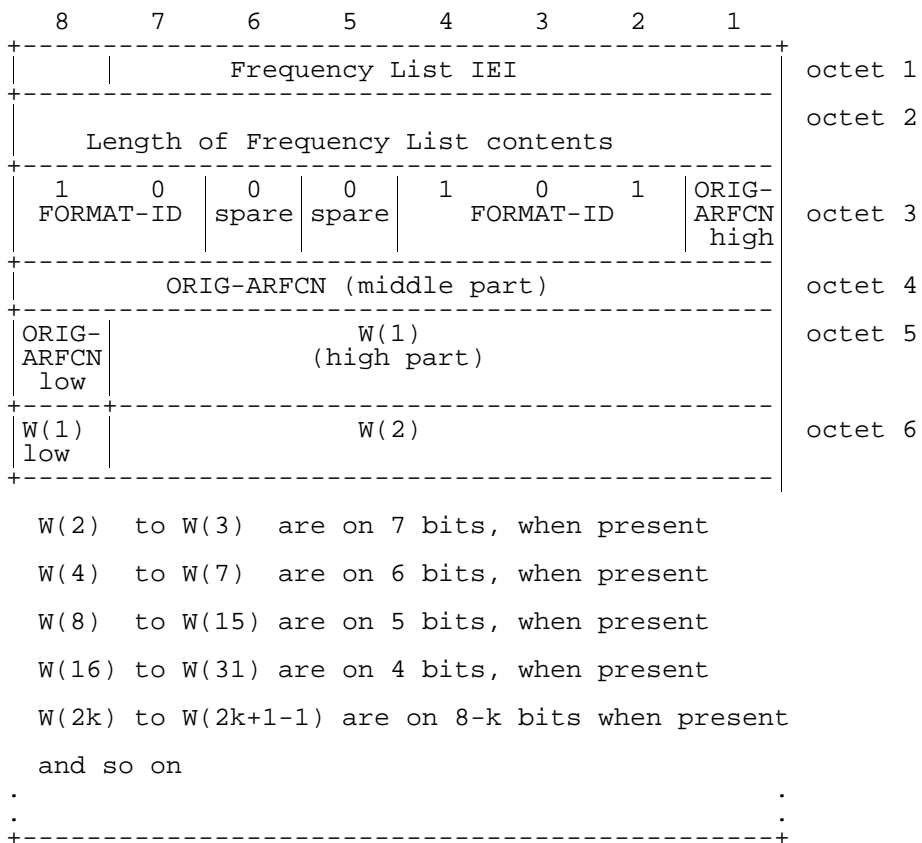 8 7 6 5 4 3 2 1
+-----------------------------------------------+
Frequency List IEI octet 1
+-----------------------------------------------
octet 2
Length of Frequency List contents
+-----------------------------------------------
1 0 0 0 1 0 1 ORIG-
FORMAT-ID spare spare FORMAT-ID ARFCN octet 3
high
+-----------------------------------------------
ORIG-ARFCN (middle part) octet 4
+-----------------------------------------------
ORIG- W(1) octet 5
ARFCN (high part)
low
+-----+-----------------------------------------
W(1) W(2) octet 6
low
+-----------------------------------------------
W(2) to W(3) are on 7 bits, when present
W(4) to W(7) are on 6 bits, when present
W(8) to W(15) are on 5 bits, when present
W(16) to W(31) are on 4 bits, when present
W(2k) to W(2k+1-1) are on 8-k bits when present
and so on
. .
. .
+-----------------------------------------------+